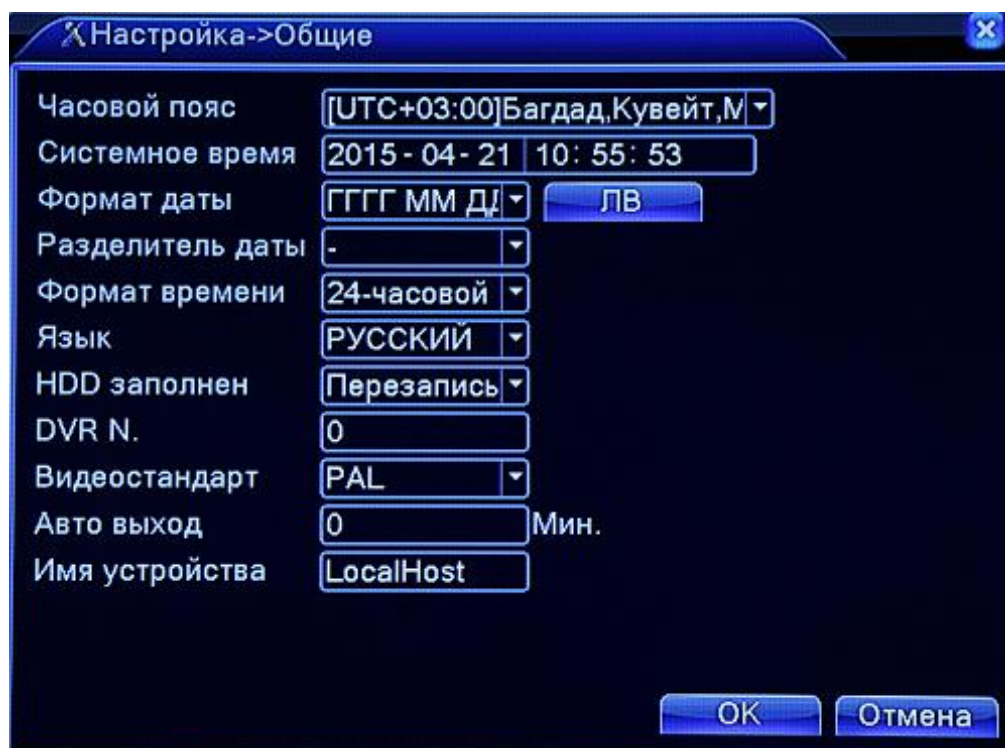 Настройка->Общие
Часовой пояс [UTC+03:00]Багдад,Кувейт,М
Системное время 2015-04-21 10:55:53
Формат даты ГГГГ ММ ДД ЛВ
Разделитель даты -
Формат времени 24-часовой
Язык РУССКИЙ
HDD заполнен Перезапись
DVR N. 0
Видеостандарт PAL
Авто выход 0 Мин.
Имя устройства LocalHost
OK Отмена